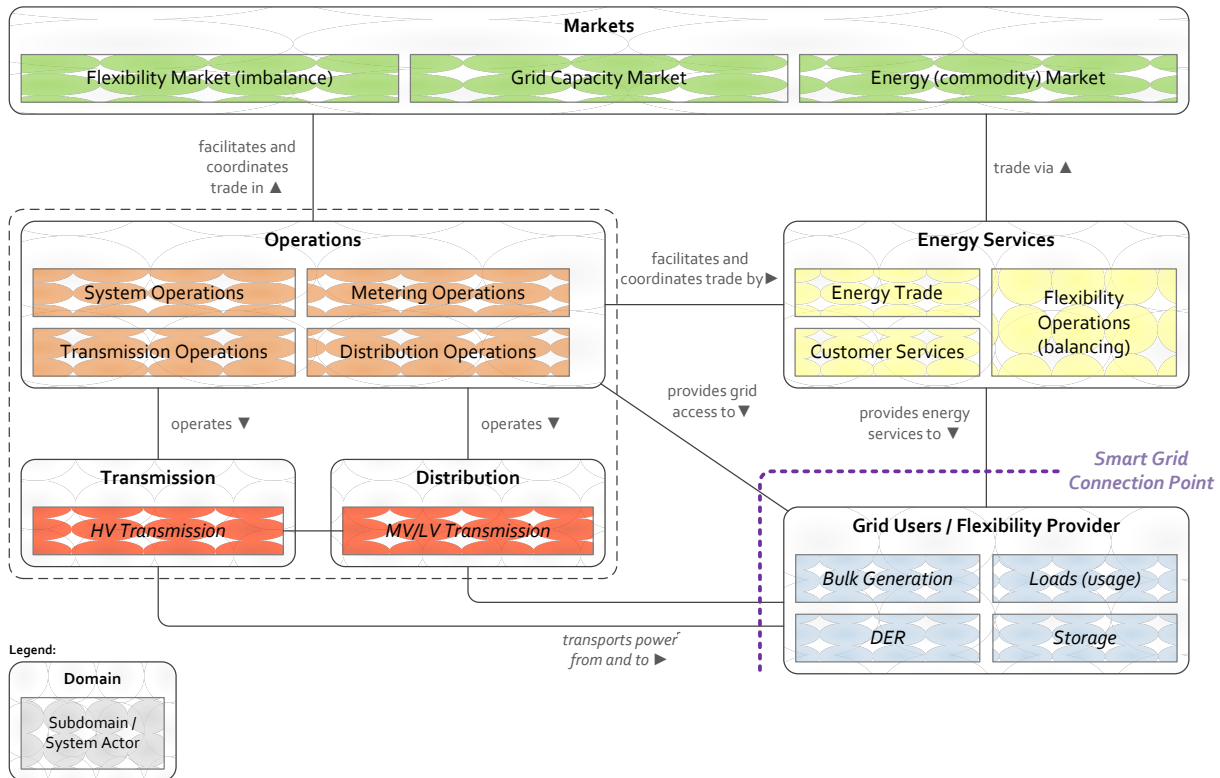 Markets
Flexibility Market (imbalance)
Grid Capacity Market
Energy (commodity) Market
facilitates and
coordinates
trade in ▲
trade via ▲
Operations
System Operations
Metering Operations
Transmission Operations
Distribution Operations
facilitates and
coordinates trade by ►
Energy Services
Energy Trade
Customer Services
Flexibility
Operations
(balancing)
operates ▼
operates ▼
provides grid
access to ▼
provides energy
services to ▼
Smart Grid
Connection Point
Transmission
HV Transmission
Distribution
MV/LV Transmission
Grid Users / Flexibility Provider
Bulk Generation
Loads (usage)
DER
Storage
transports power
from and to ►
Legend:
Domain
Subdomain /
System Actor